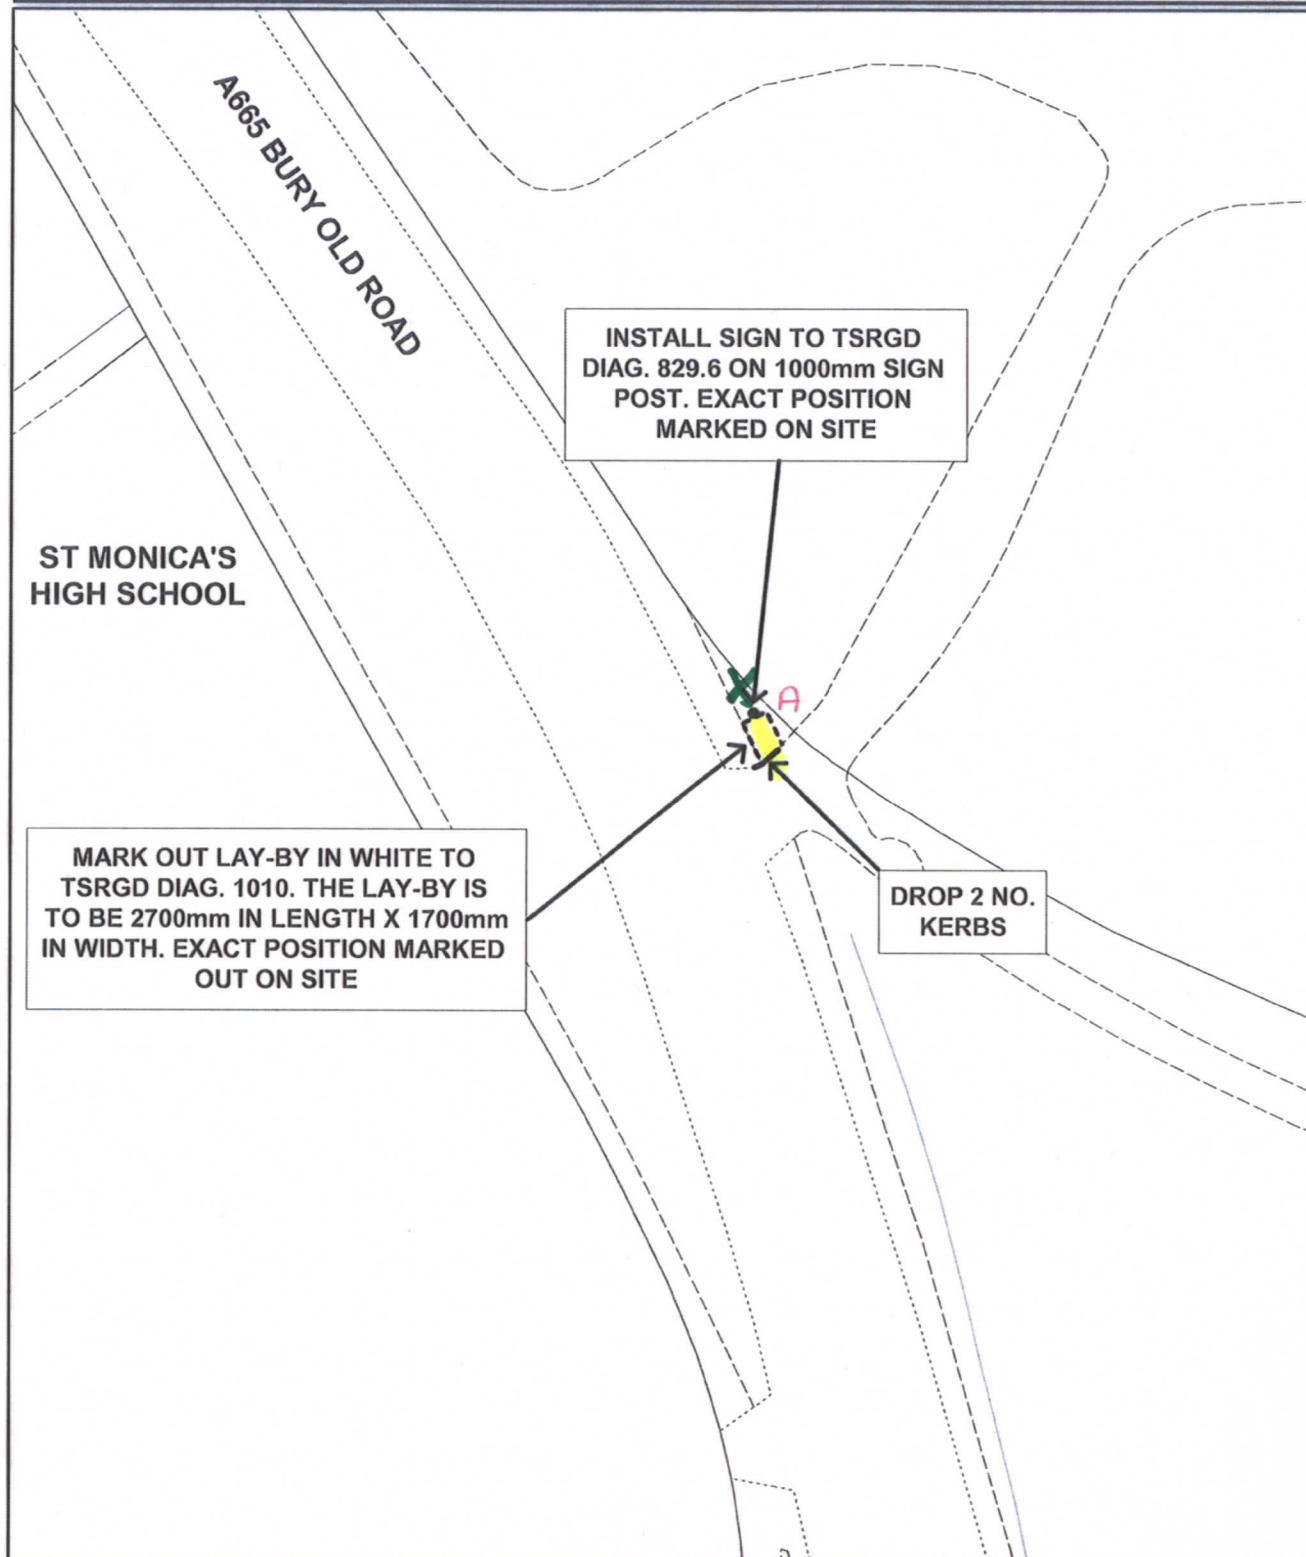 A665 BURY OLD ROAD
INSTALL SIGN TO TSRGD
DIAG. 829.6 ON 1000mm SIGN
POST. EXACT POSITION
MARKED ON SITE
ST MONICA'S
HIGH SCHOOL
X
A
MARK OUT LAY-BY IN WHITE TO
TSRGD DIAG. 1010. THE LAY-BY IS
TO BE 2700mm IN LENGTH X 1700mm
IN WIDTH. EXACT POSITION MARKED
OUT ON SITE
DROP 2 NO.
KERBS